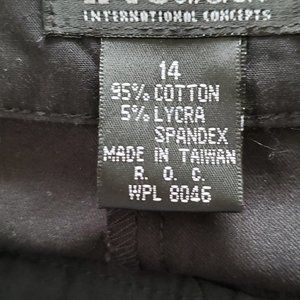 INTERNATIONAL CONCEPTS
14
95% COTTON
5% LYCRA
SPANDEX
MADE IN TAIWAN
R. O. C.
WPL 8046